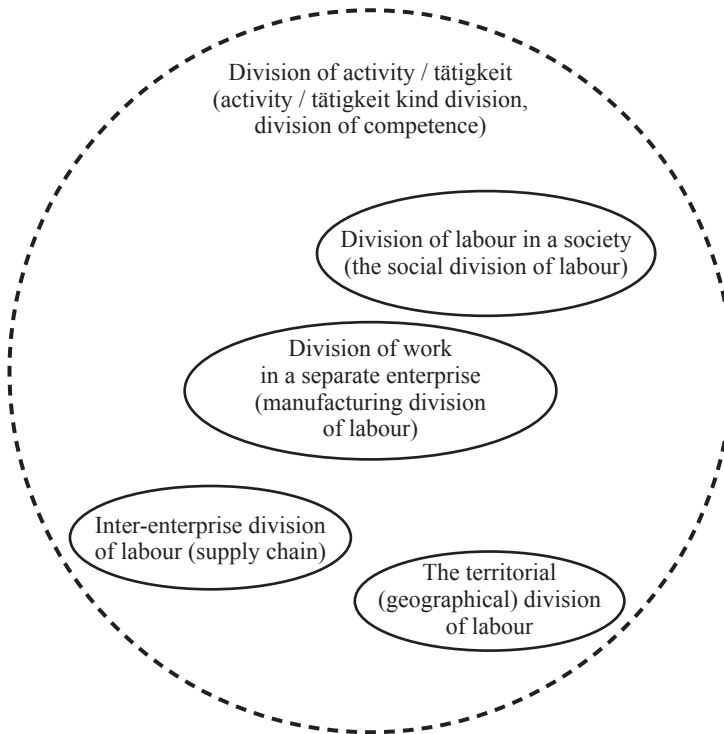 Division of activity / tätigkeit
(activity / tätigkeit kind division,
division of competence)
Division of labour in a society
(the social division of labour)
Division of work
in a separate enterprise
(manufacturing division
of labour)
Inter-enterprise division
of labour (supply chain)
The territorial
(geographical) division
of labour